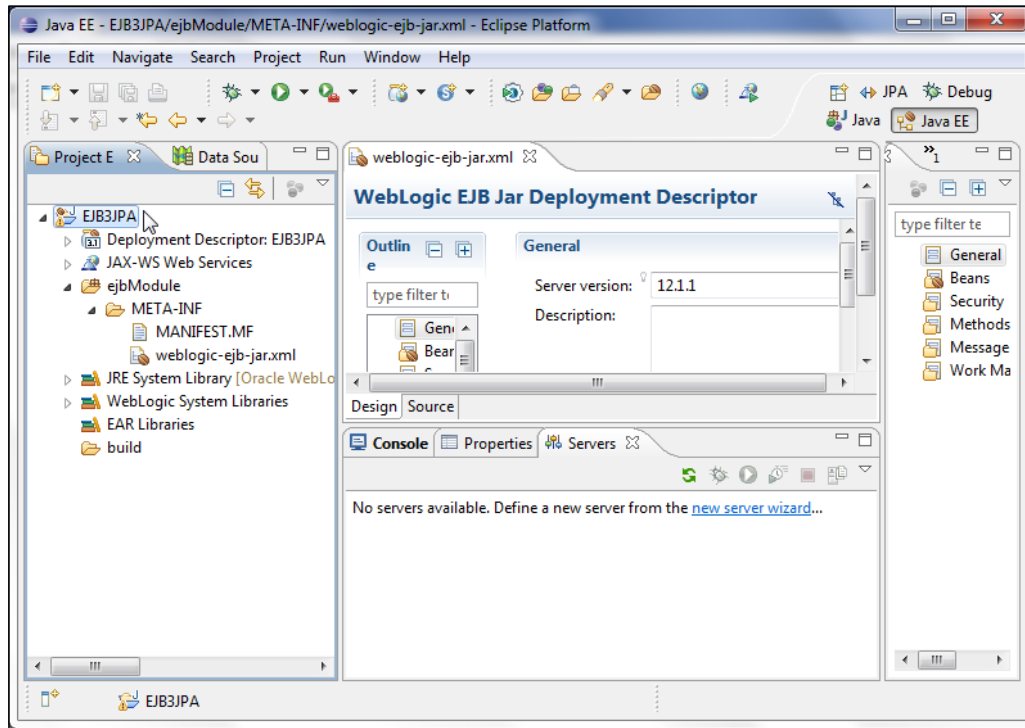 Java EE - EJB3JPA/ejbModule/META-INF/weblogic-ejb-jar.xml - Eclipse Platform
File Edit Navigate Search Project Run Window Help
JPA Debug
Java Java EE
Project E Data Sou
EJB3JPA
3.1 Deployment Descriptor: EJB3JPA
JAX-WS Web Services
ejbModule
META-INF
MANIFEST.MF
weblogic-ejb-jar.xml
JRE System Library [Oracle WebLo
WebLogic System Libraries
EAR Libraries
build
weblogic-ejb-jar.xml
WebLogic EJB Jar Deployment Descriptor
Outlin
e
type filter t
Gen
Bear
General
Server version: 12.1.1
Description:
Design Source
Console Properties Servers
No servers available. Define a new server from the new server wizard...
»1
type filter te
General
Beans
Security
Methods
Message
Work Ma
EJB3JPA